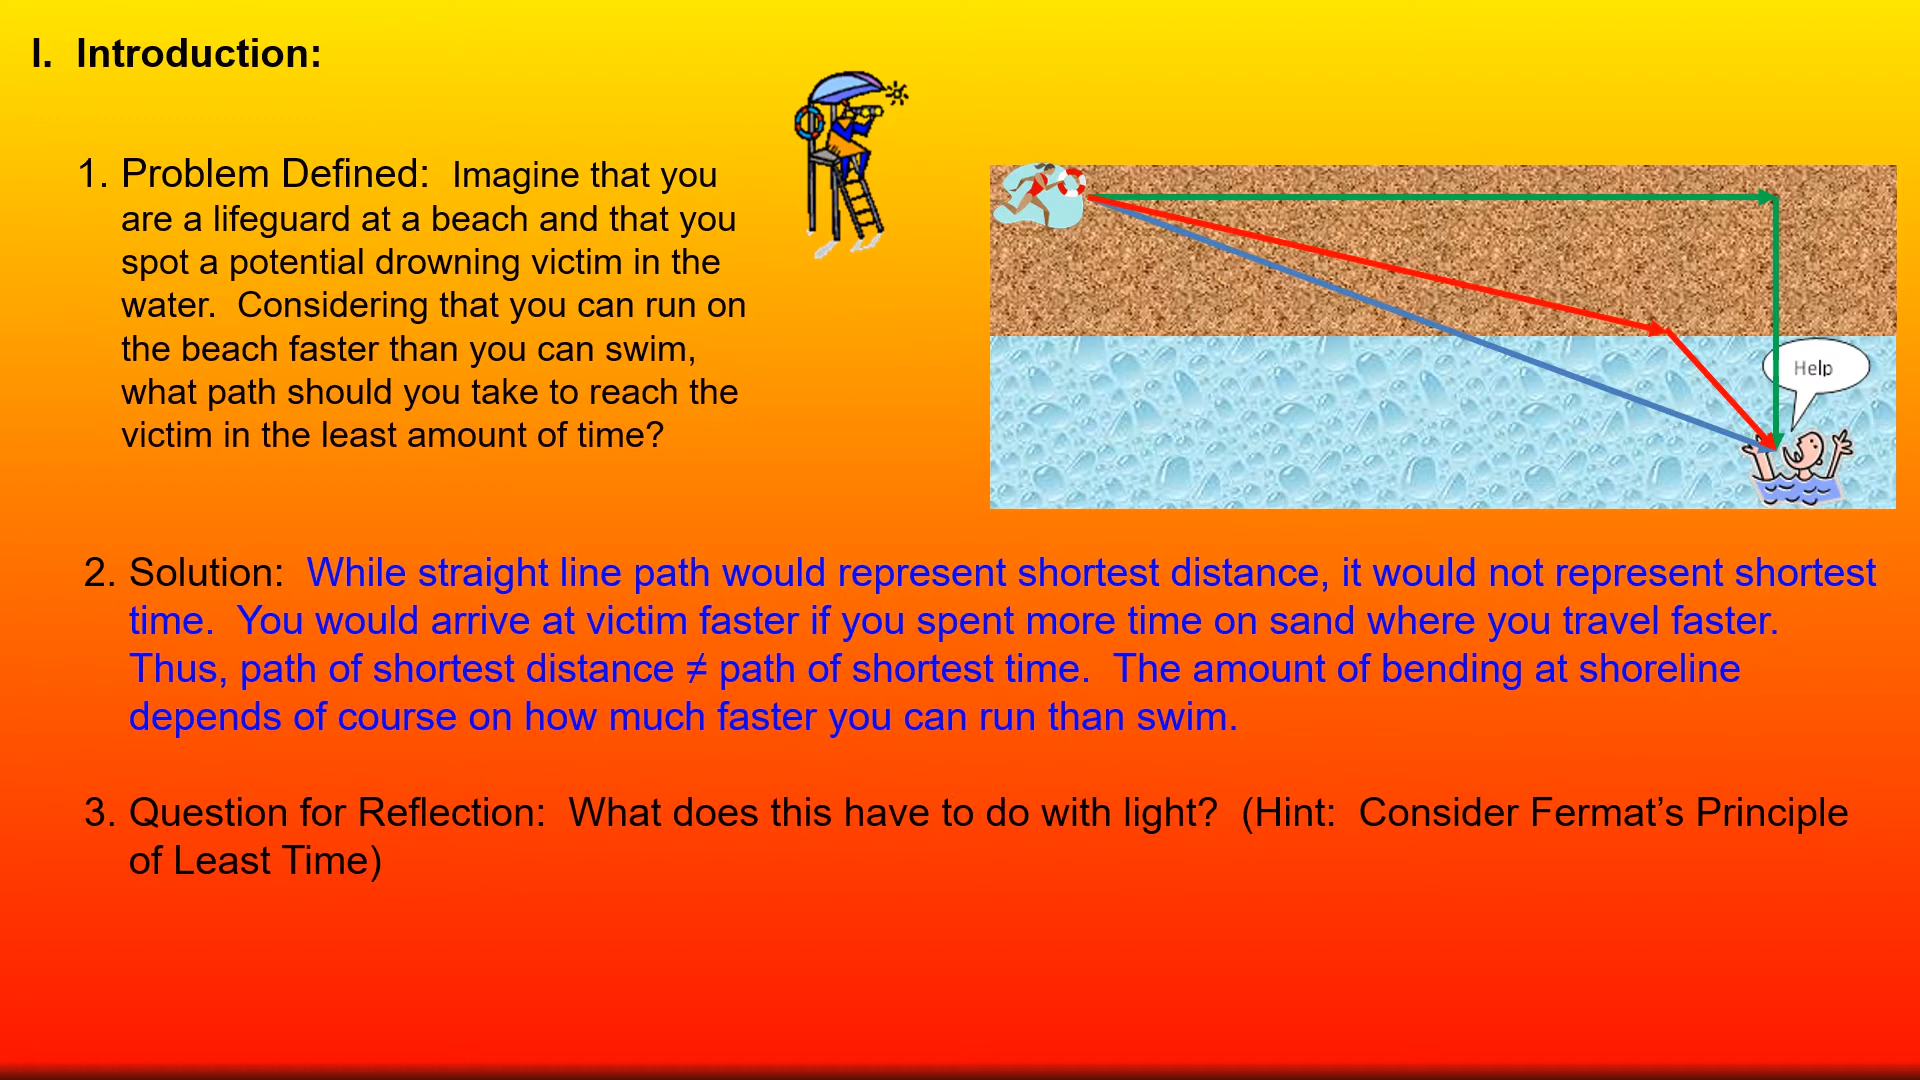 I.  Introduction:
1. Problem Defined:  Imagine that you
are a lifeguard at a beach and that you
spot a potential drowning victim in the
water.  Considering that you can run on
the beach faster than you can swim,
what path should you take to reach the
victim in the least amount of time?
Help
2. Solution:  While straight line path would represent shortest distance, it would not represent shortest
time.  You would arrive at victim faster if you spent more time on sand where you travel faster.
Thus, path of shortest distance ≠ path of shortest time.  The amount of bending at shoreline
depends of course on how much faster you can run than swim.
3. Question for Reflection:  What does this have to do with light?  (Hint:  Consider Fermat’s Principle
of Least Time)